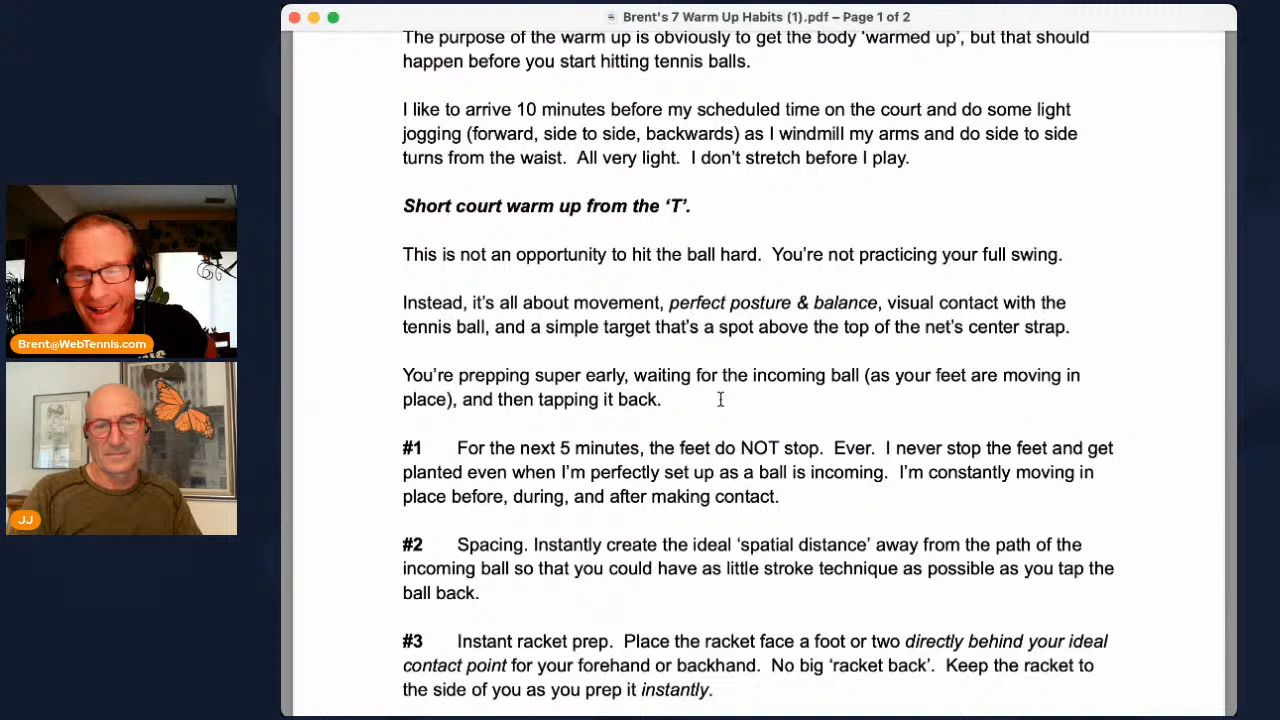 Brent's 7 Warm Up Habits (1).pdf – Page 1 of 2
The purpose of the warm up is obviously to get the body ‘warmed up’, but that should
happen before you start hitting tennis balls.
I like to arrive 10 minutes before my scheduled time on the court and do some light
jogging (forward, side to side, backwards) as I windmill my arms and do side to side
turns from the waist.  All very light.  I don’t stretch before I play.
Short court warm up from the ‘T’.
This is not an opportunity to hit the ball hard.  You’re not practicing your full swing.
Instead, it’s all about movement, perfect posture & balance, visual contact with the
tennis ball, and a simple target that’s a spot above the top of the net’s center strap.
You’re prepping super early, waiting for the incoming ball (as your feet are moving in
place), and then tapping it back.
#1 For the next 5 minutes, the feet do NOT stop.  Ever.  I never stop the feet and get
planted even when I’m perfectly set up as a ball is incoming.  I’m constantly moving in
place before, during, and after making contact.
#2 Spacing. Instantly create the ideal ‘spatial distance’ away from the path of the
incoming ball so that you could have as little stroke technique as possible as you tap the
ball back.
#3 Instant racket prep.  Place the racket face a foot or two directly behind your ideal
contact point for your forehand or backhand.  No big ‘racket back’.  Keep the racket to
the side of you as you prep it instantly.
Brent@WebTennis.com
JJ